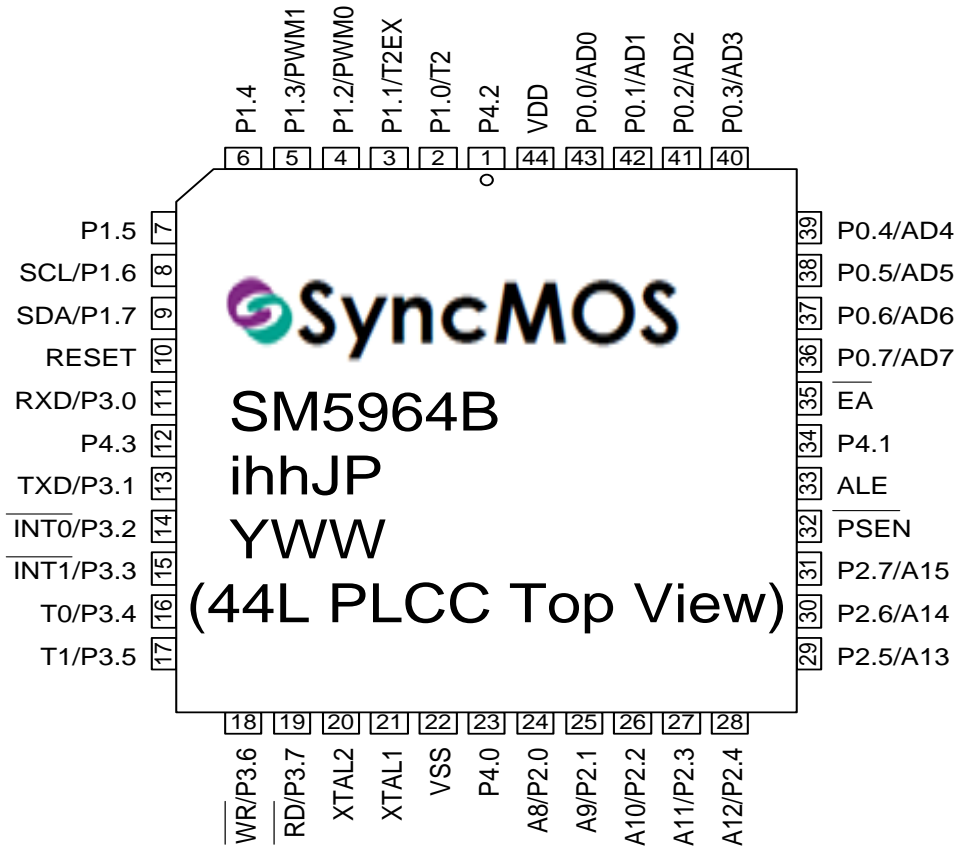 P1.4
P1.3/PWM1
P1.2/PWM0
P1.1/T2EX
P1.0/T2
P4.2
VDD
P0.0/AD0
P0.1/AD1
P0.2/AD2
P0.3/AD3
6 5 4 3 2 1 44 43 42 41 40
P1.5 7
SCL/P1.6 8
SDA/P1.7 9
RESET 10
RXD/P3.0 11
P4.3 12
TXD/P3.1 13
INT0/P3.2 14
INT1/P3.3 15
T0/P3.4 16
T1/P3.5 17
SyncMOS
SM5964B
ihhJP
YWW
(44L PLCC Top View)
39 P0.4/AD4
38 P0.5/AD5
37 P0.6/AD6
36 P0.7/AD7
35 EA
34 P4.1
33 ALE
32 PSEN
31 P2.7/A15
30 P2.6/A14
29 P2.5/A13
18 19 20 21 22 23 24 25 26 27 28
WR/P3.6
RD/P3.7
XTAL2
XTAL1
VSS
P4.0
A8/P2.0
A9/P2.1
A10/P2.2
A11/P2.3
A12/P2.4